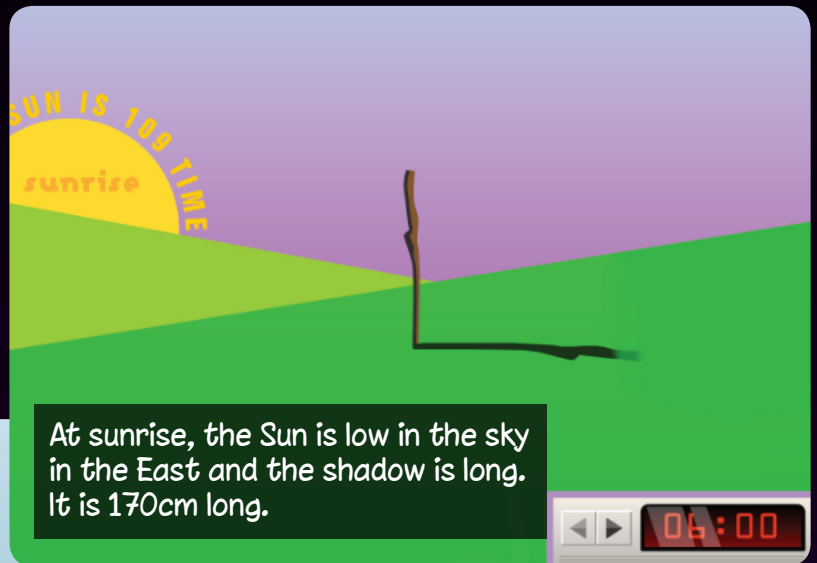 SUN IS 109 TIME
sunrise
At sunrise, the Sun is low in the sky
in the East and the shadow is long.
It is 170cm long.
06:00